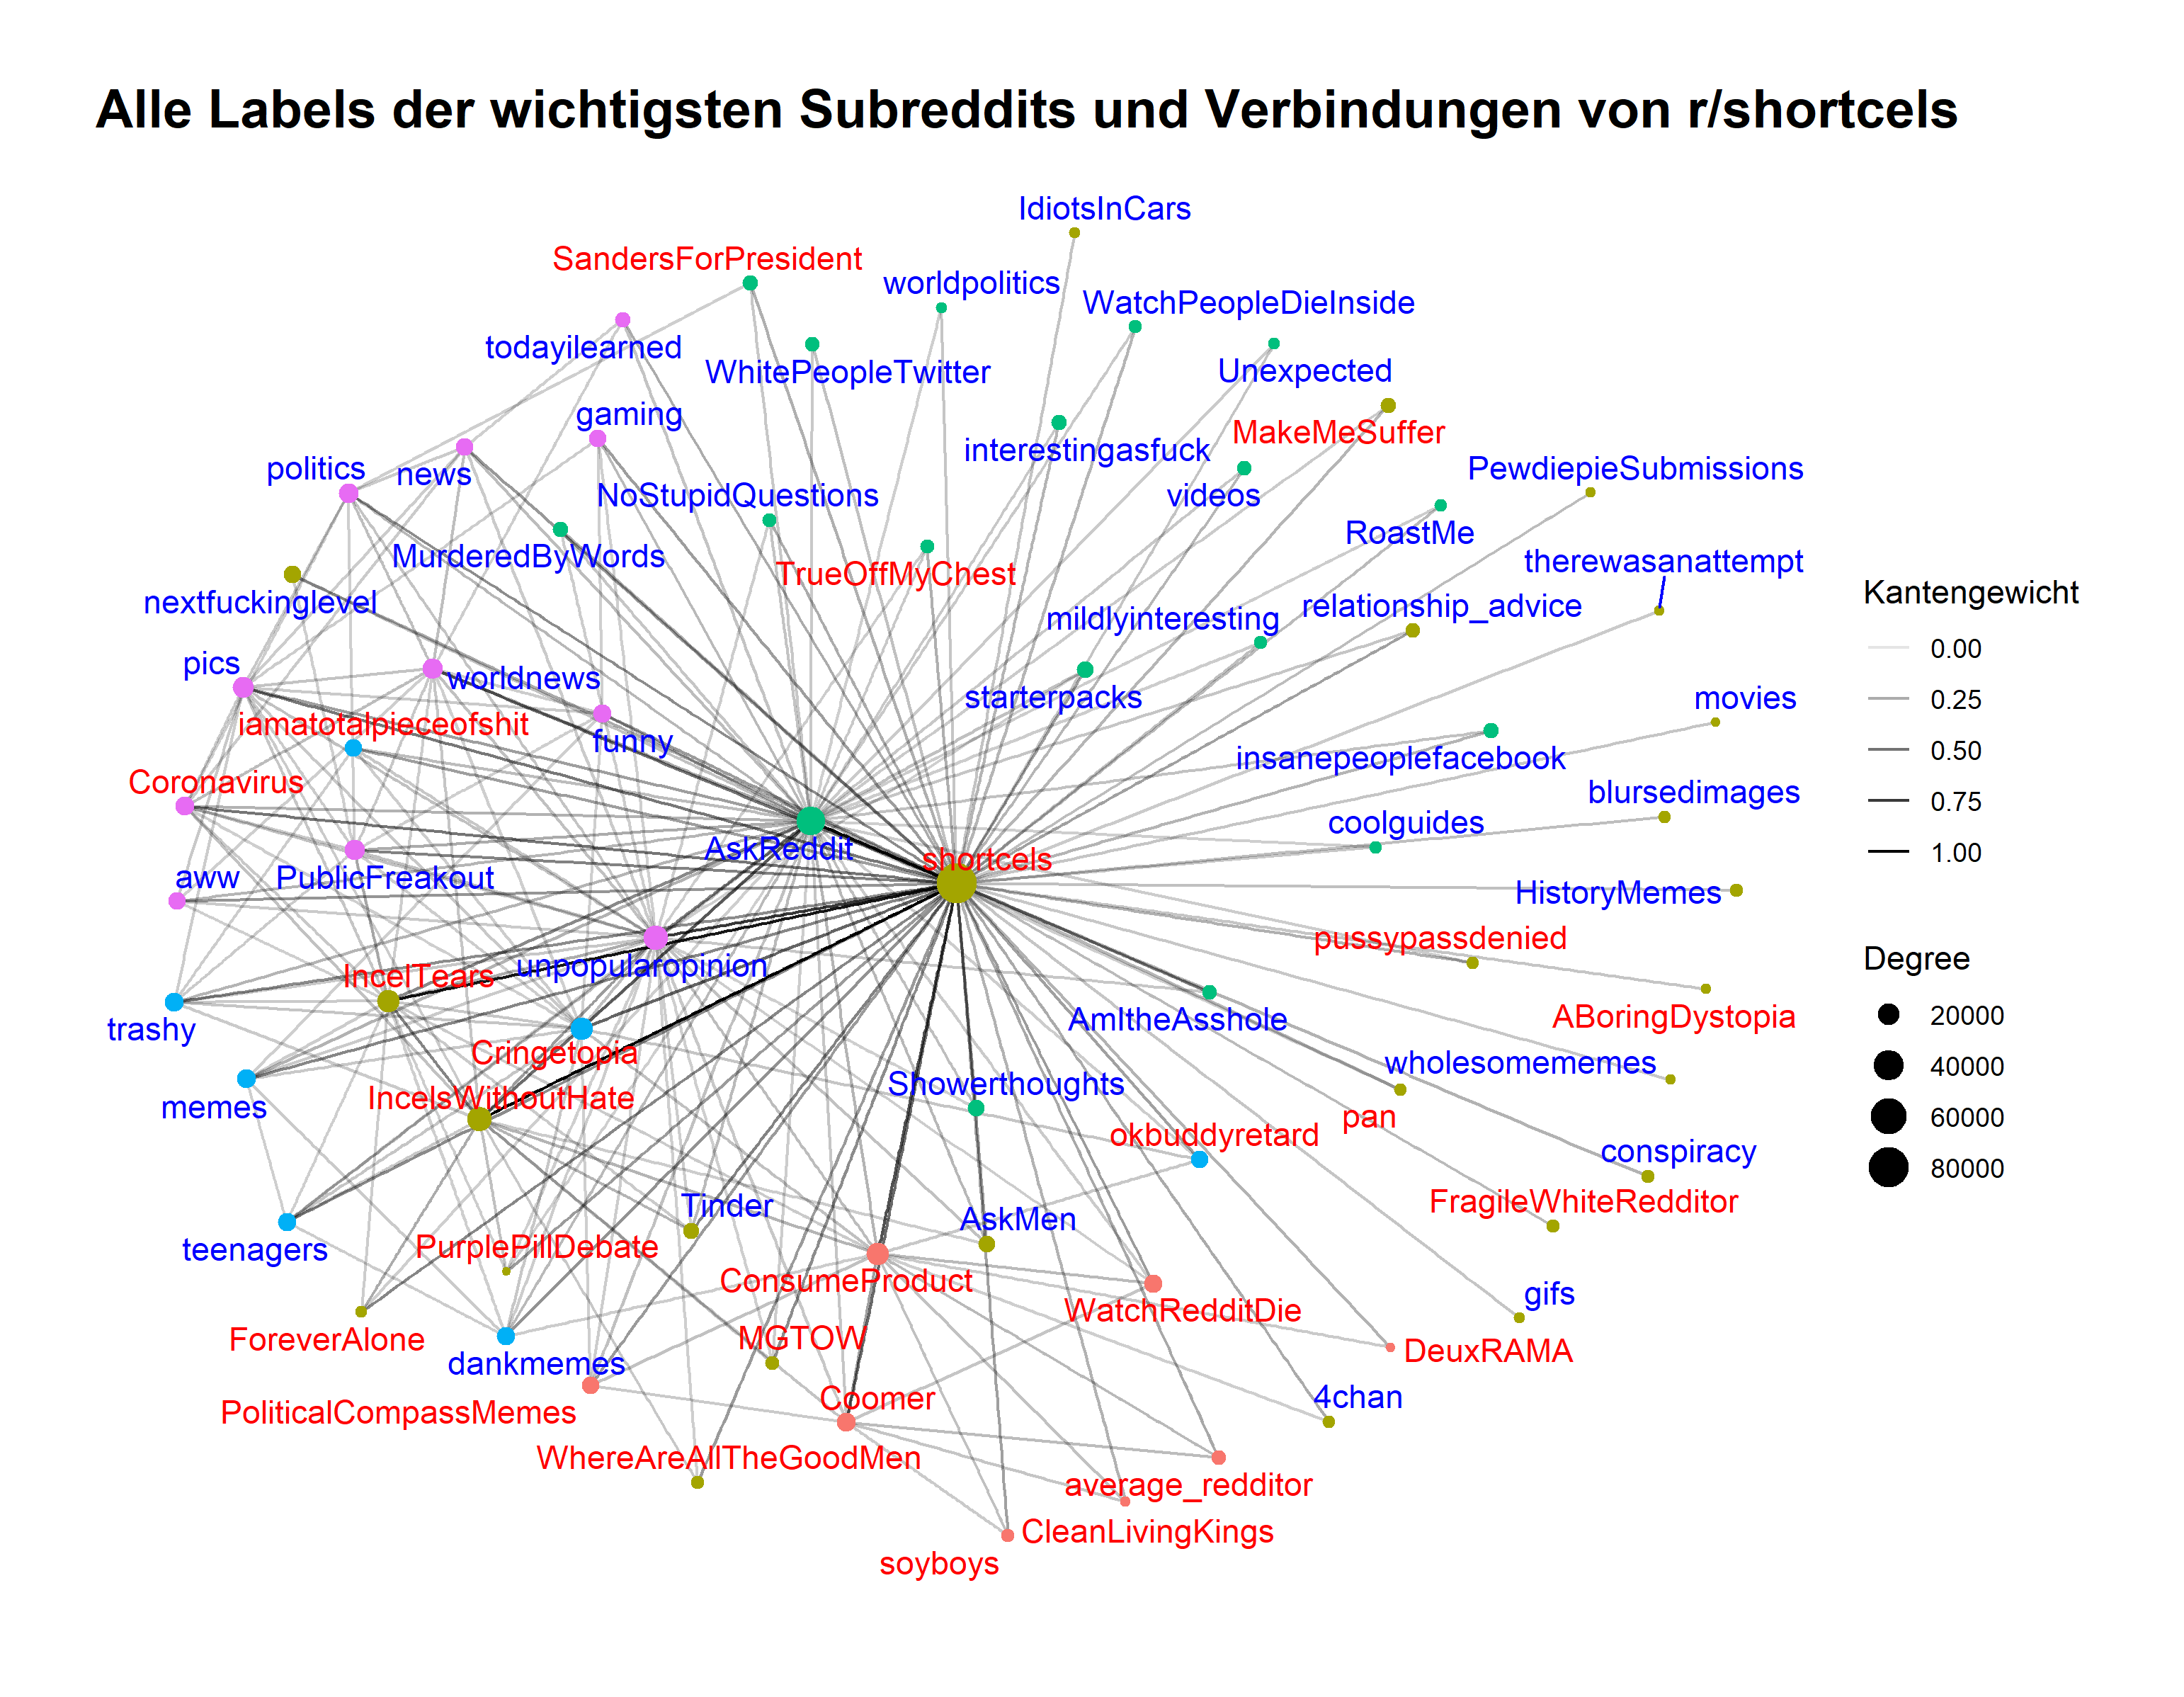 Alle Labels der wichtigsten Subreddits und Verbindungen von r/shortcels
IdiotsInCars
SandersForPresident
worldpolitics
WatchPeopleDieInside
todayilearned
WhitePeopleTwitter
Unexpected
gaming
MakeMeSuffer
interestingasfuck
politics
news
PewdiepieSubmissions
NoStupidQuestions
videos
RoastMe
MurderedByWords
therewasanattempt
TrueOffMyChest
nextfuckinglevel
relationship_advice
mildlyinteresting
pics
worldnews
starterpacks
movies
iamatotalpieceofshit
funny
insanepeoplefacebook
Coronavirus
blursedimages
coolguides
AskReddit
shortcels
aww
PublicFreakout
HistoryMemes
pussypassdenied
unpopularopinion
IncelTears
ABoringDystopia
AmItheAsshole
trashy
Cringetopia
wholesomememes
Showerthoughts
IncelsWithoutHate
memes
pan
okbuddyretard
conspiracy
FragileWhiteRedditor
Tinder
AskMen
teenagers
PurplePillDebate
ConsumeProduct
gifs
WatchRedditDie
ForeverAlone
MGTOW
DeuxRAMA
dankmemes
Coomer
4chan
PoliticalCompassMemes
WhereAreAllTheGoodMen
average_redditor
CleanLivingKings
soyboys
Kantengewicht
0.00
0.25
0.50
0.75
1.00
Degree
20000
40000
60000
80000